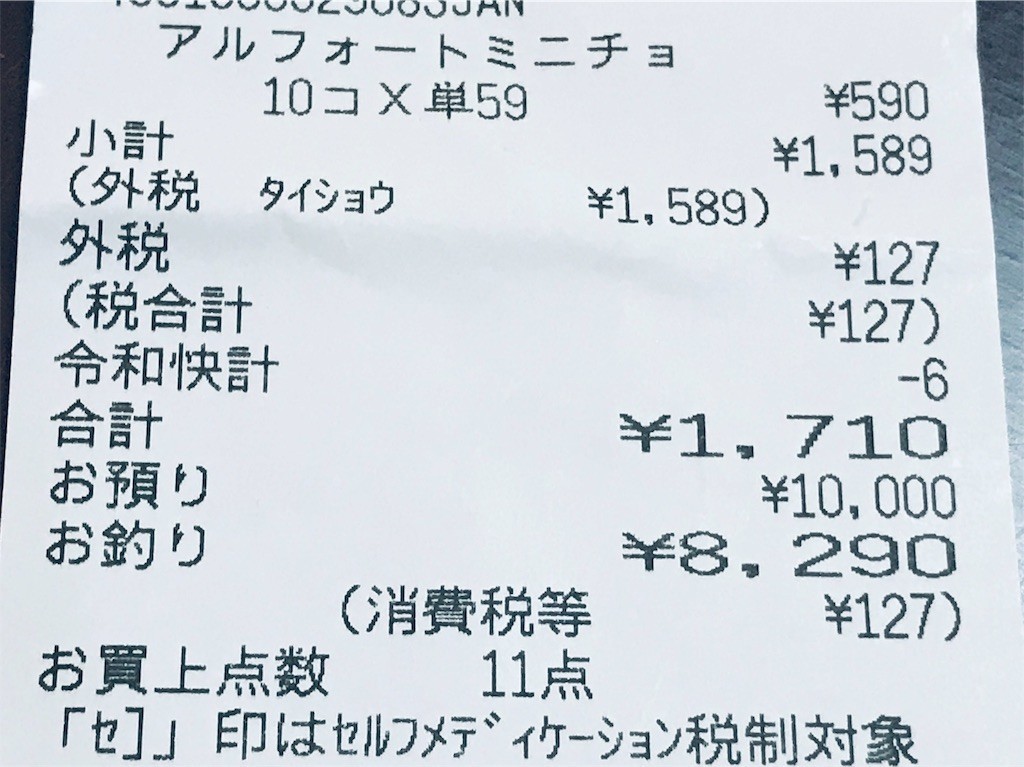 アルフォートミニチョ
10コ X 単59 ¥590
小計 ¥1,589
(外税 タイショウ ¥1,589)
外税 ¥127
(税合計 ¥127)
令和快計 -6
合計 ¥1,710
お預り ¥10,000
お釣り ¥8,290
(消費税等 ¥127)
お買上点数 11点
「セ]」印はセルフメディケーション税制対象